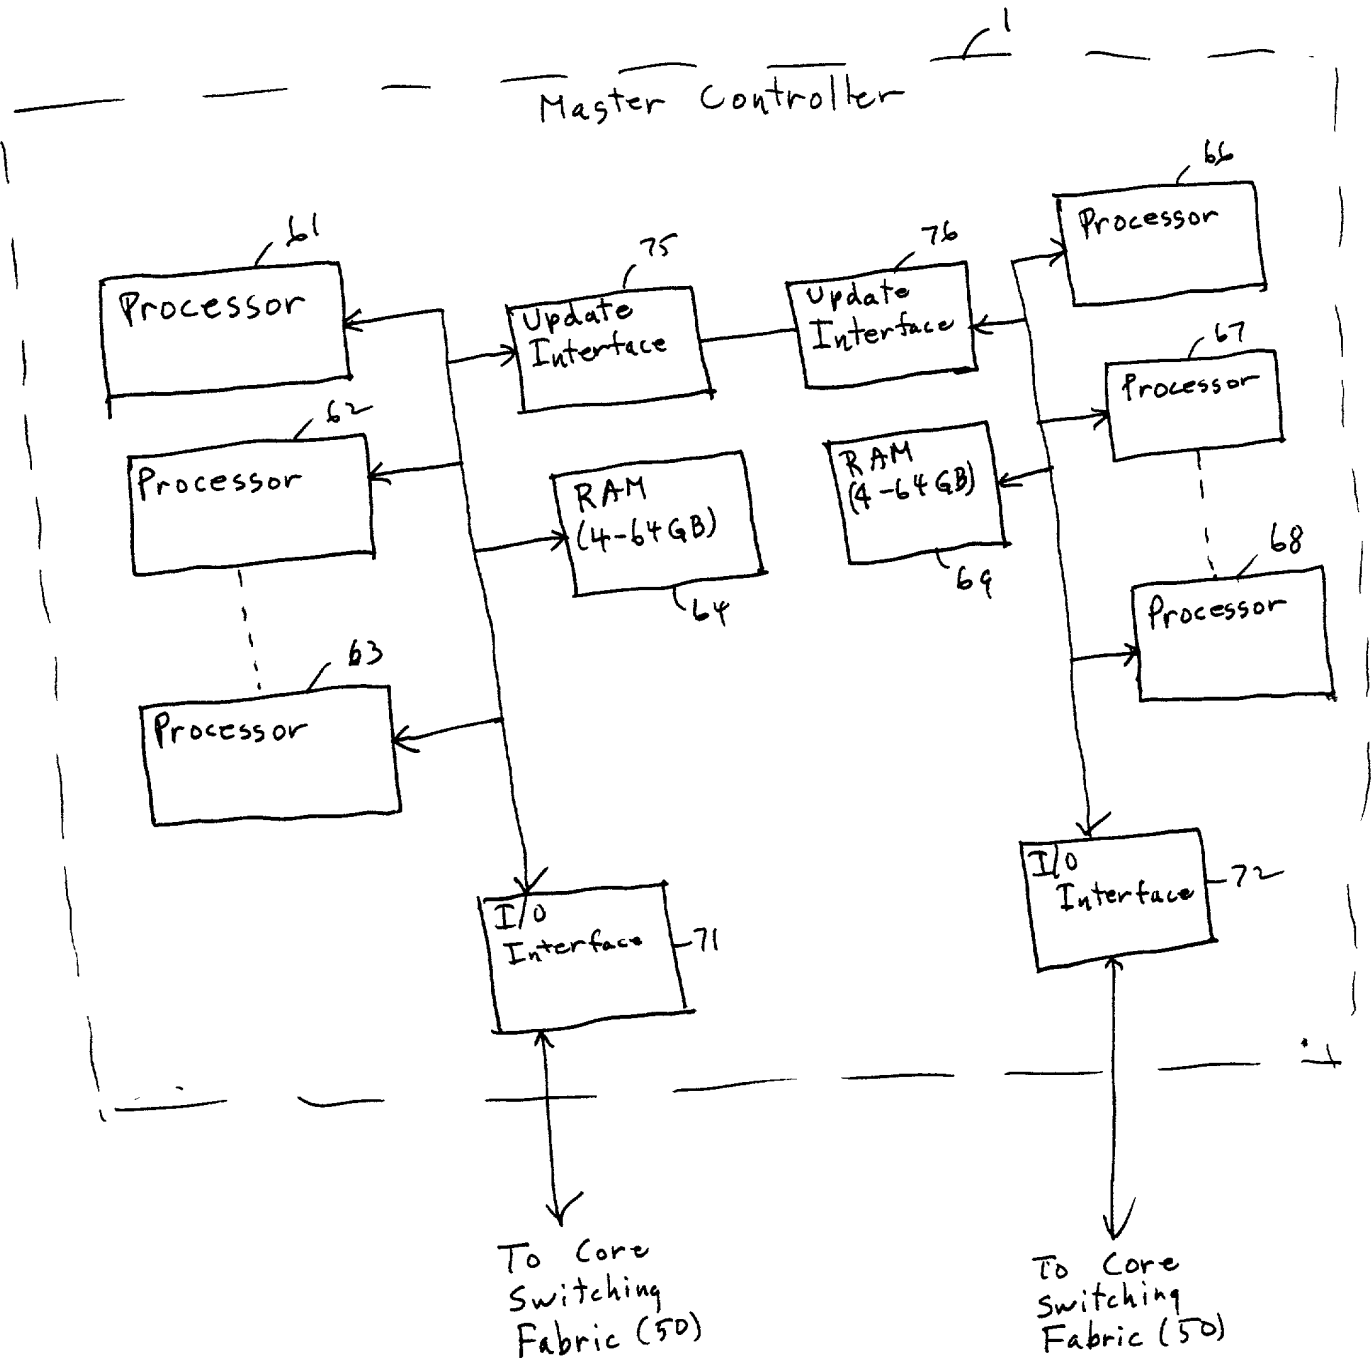 1
Master Controller
66
Processor
61
Processor
75
Update
Interface
76
Update
Interface
67
Processor
62
Processor
RAM
(4-64GB)
64
RAM
(4-64GB)
69
68
Processor
63
Processor
I/O
Interface
71
I/O
Interface
72
To Core
Switching
Fabric (50)
To Core
Switching
Fabric (50)